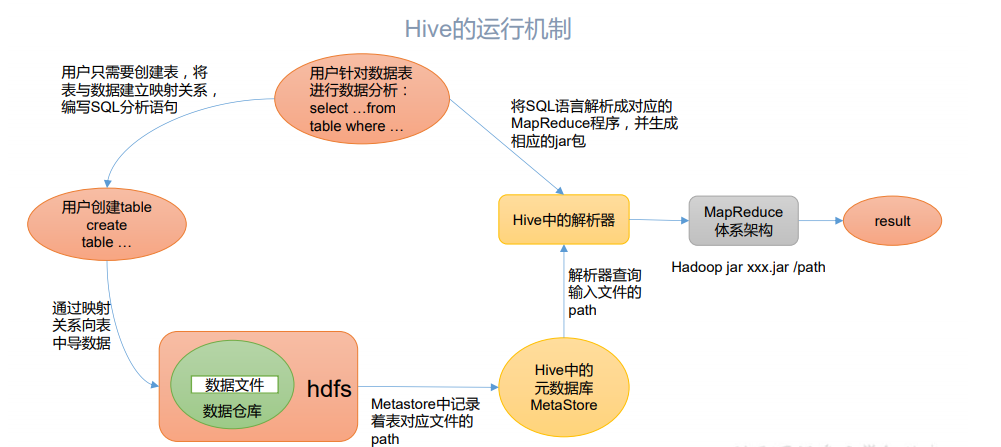 Hive的运行机制
用户只需要创建表，将
表与数据建立映射关系，
编写SQL分析语句
用户针对数据表
进行数据分析：
select ...from
table where ...
将SQL语言解析成对应的
MapReduce程序，并生成
相应的jar包
用户创建table
create
table ...
Hive中的解析器
MapReduce
体系架构
result
Hadoop jar xxx.jar /path
解析器查询
输入文件的
path
通过映射
关系向表
中导数据
数据文件
数据仓库
hdfs
Metastore中记录
着表对应文件的
path
Hive中的
元数据库
MetaStore